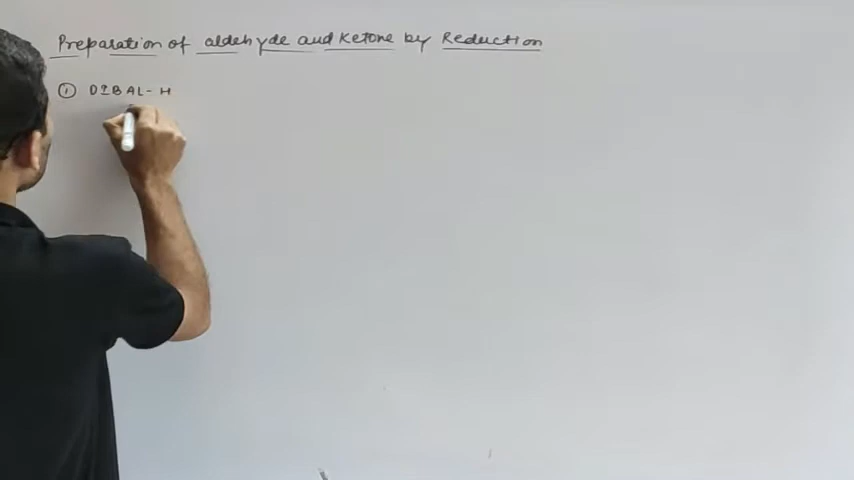 Preparation of aldehyde and Ketone by Reduction
① DIBAL-H